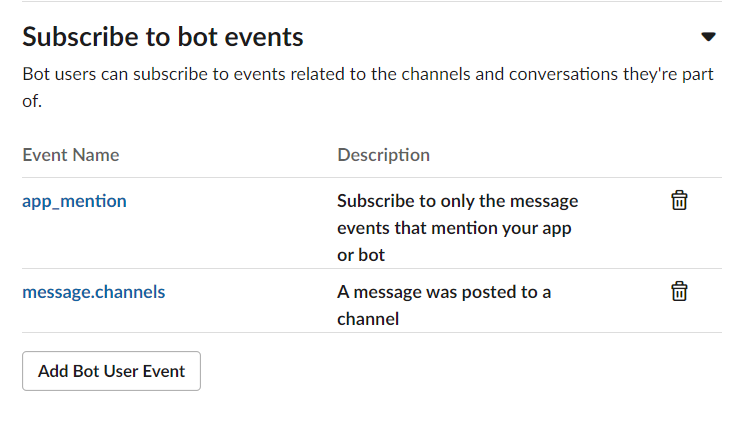 Subscribe to bot events
Bot users can subscribe to events related to the channels and conversations they're part
of.
Event Name Description
app_mention Subscribe to only the message
events that mention your app
or bot
message.channels A message was posted to a
channel
Add Bot User Event